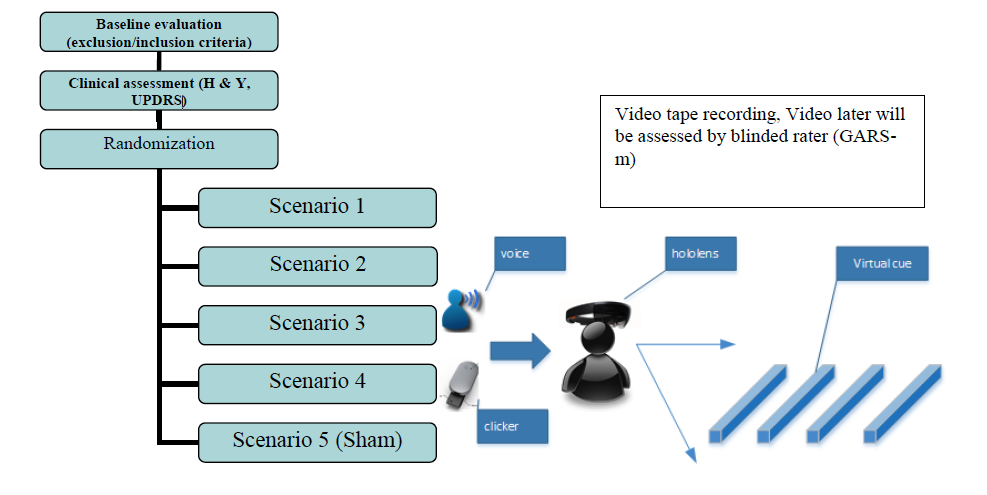 Baseline evaluation
(exclusion/inclusion criteria)
Clinical assessment (H & Y,
UPDRS)
Randomization
Scenario 1
Scenario 2
Scenario 3
Scenario 4
Scenario 5 (Sham)
Video tape recording, Video later will
be assessed by blinded rater (GARS-
m)
voice
hololens
Virtual cue
clicker